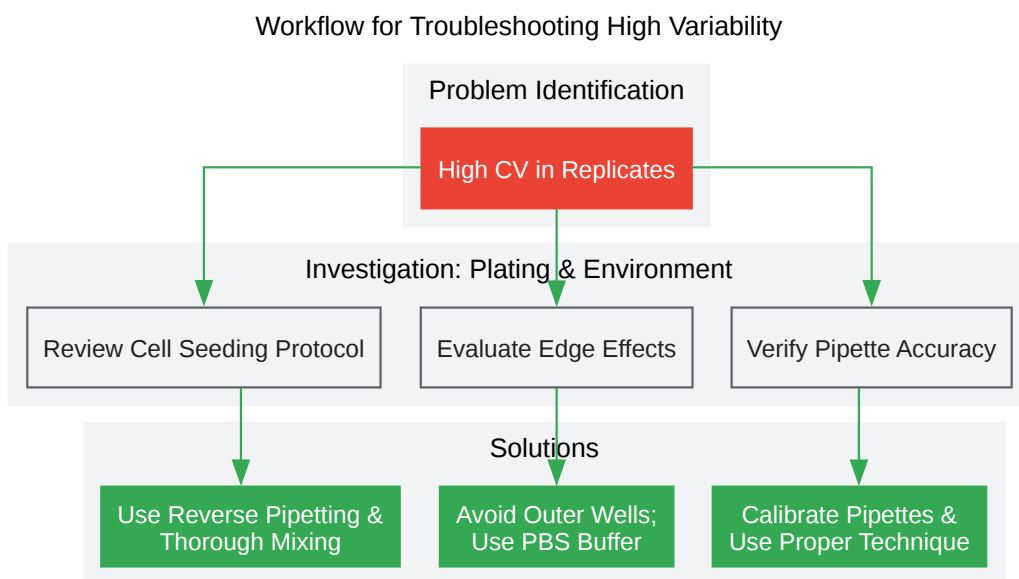 Workflow for Troubleshooting High Variability
Problem Identification
High CV in Replicates
Investigation: Plating & Environment
Review Cell Seeding Protocol
Evaluate Edge Effects
Verify Pipette Accuracy
Solutions
Use Reverse Pipetting &
Thorough Mixing
Avoid Outer Wells;
Use PBS Buffer
Calibrate Pipettes &
Use Proper Technique